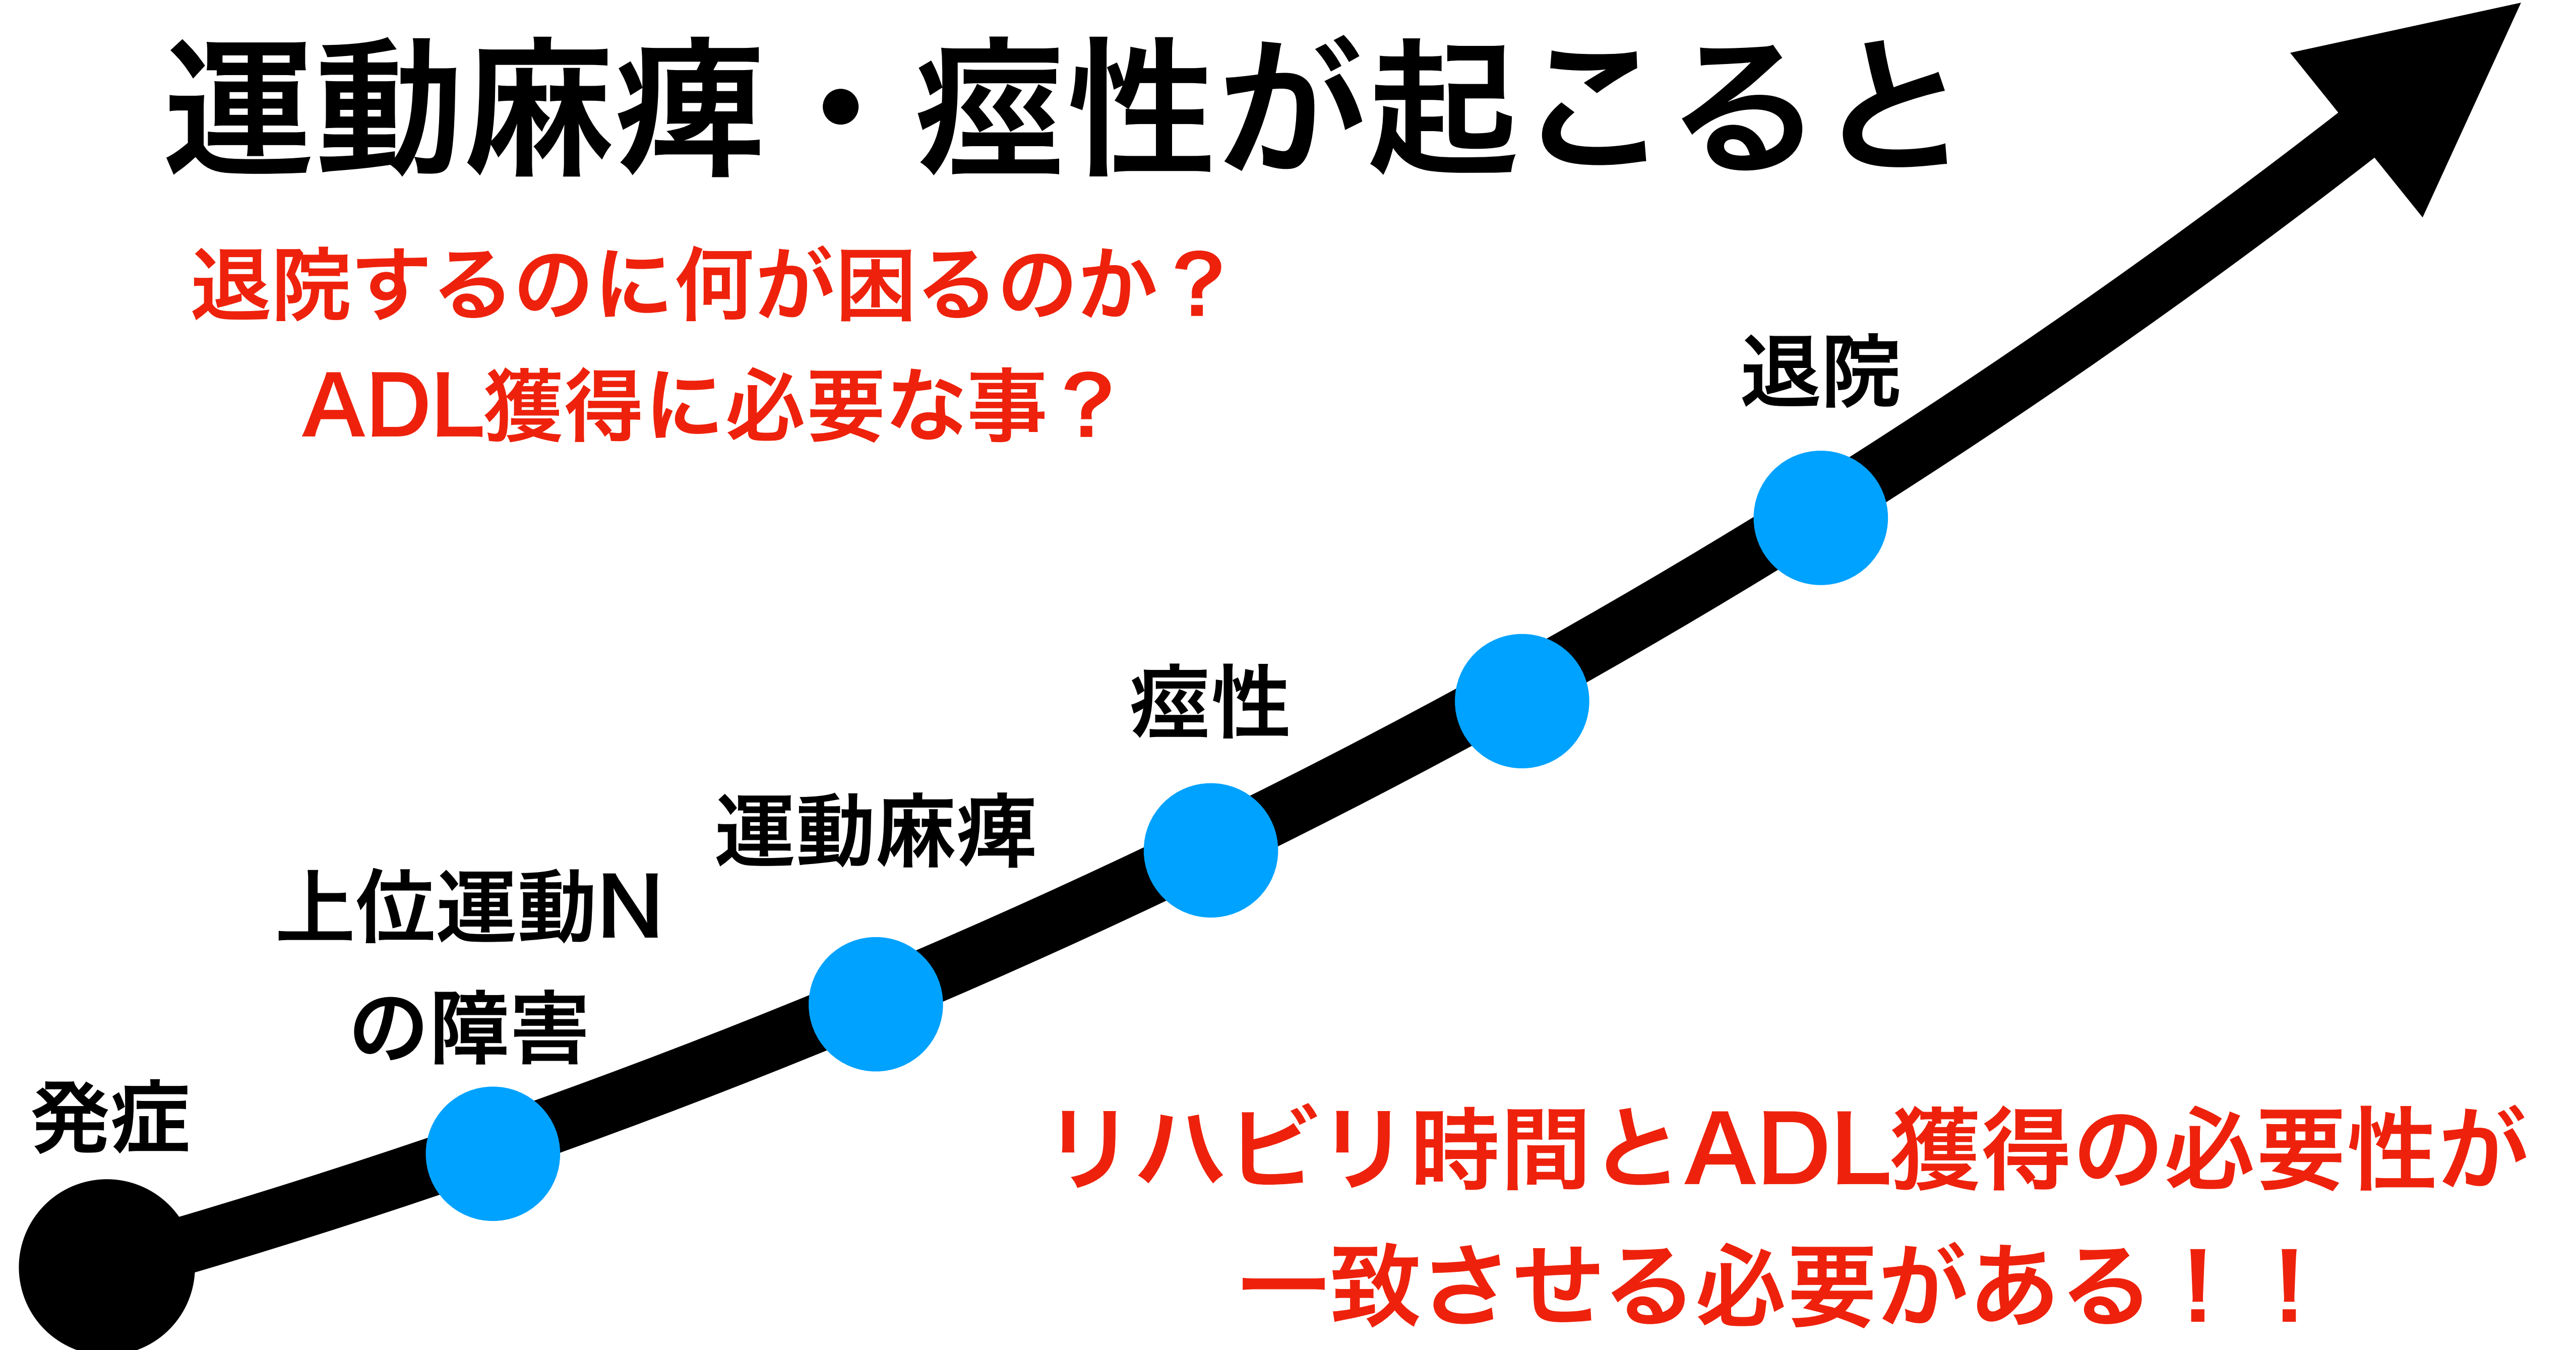 運動麻痺・痙性が起こると
退院するのに何が困るのか？
ADL獲得に必要な事？
退院
痙性
運動麻痺
上位運動N
の障害
発症
リハビリ時間とADL獲得の必要性が
一致させる必要がある！！